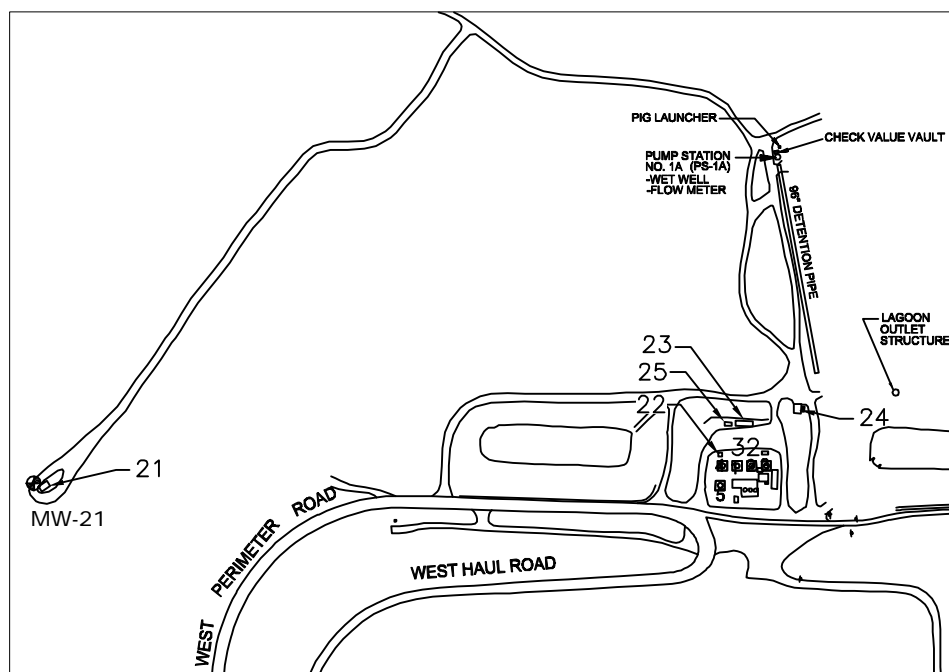 PIG LAUNCHER
CHECK VALUE VAULT
PUMP STATION
NO. 1A (PS-1A)
-WET WELL
-FLOW METER
96" DETENTION PIPE
LAGOON
OUTLET
STRUCTURE
23
25
22
24
32
5
21
MW-21
WEST PERIMETER ROAD
WEST HAUL ROAD